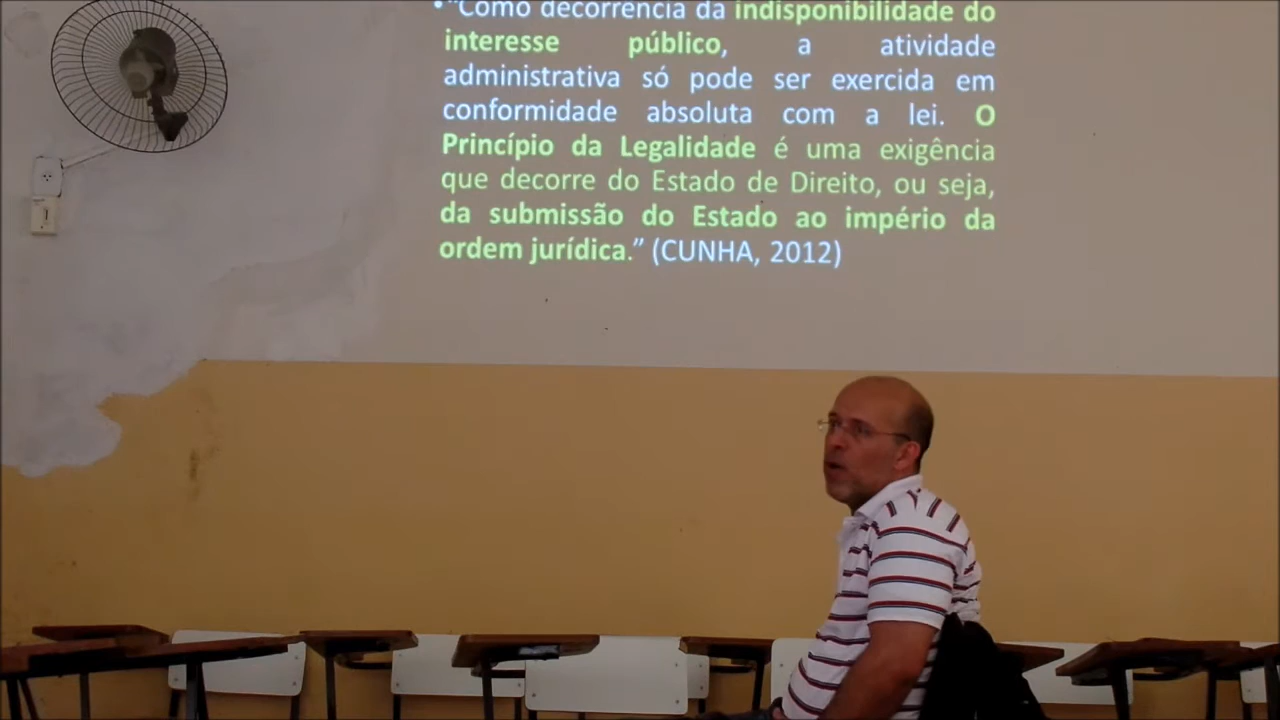 • “Como decorrência da indisponibilidade do
interesse público, a atividade
administrativa só pode ser exercida em
conformidade absoluta com a lei. O
Princípio da Legalidade é uma exigência
que decorre do Estado de Direito, ou seja,
da submissão do Estado ao império da
ordem jurídica.” (CUNHA, 2012)